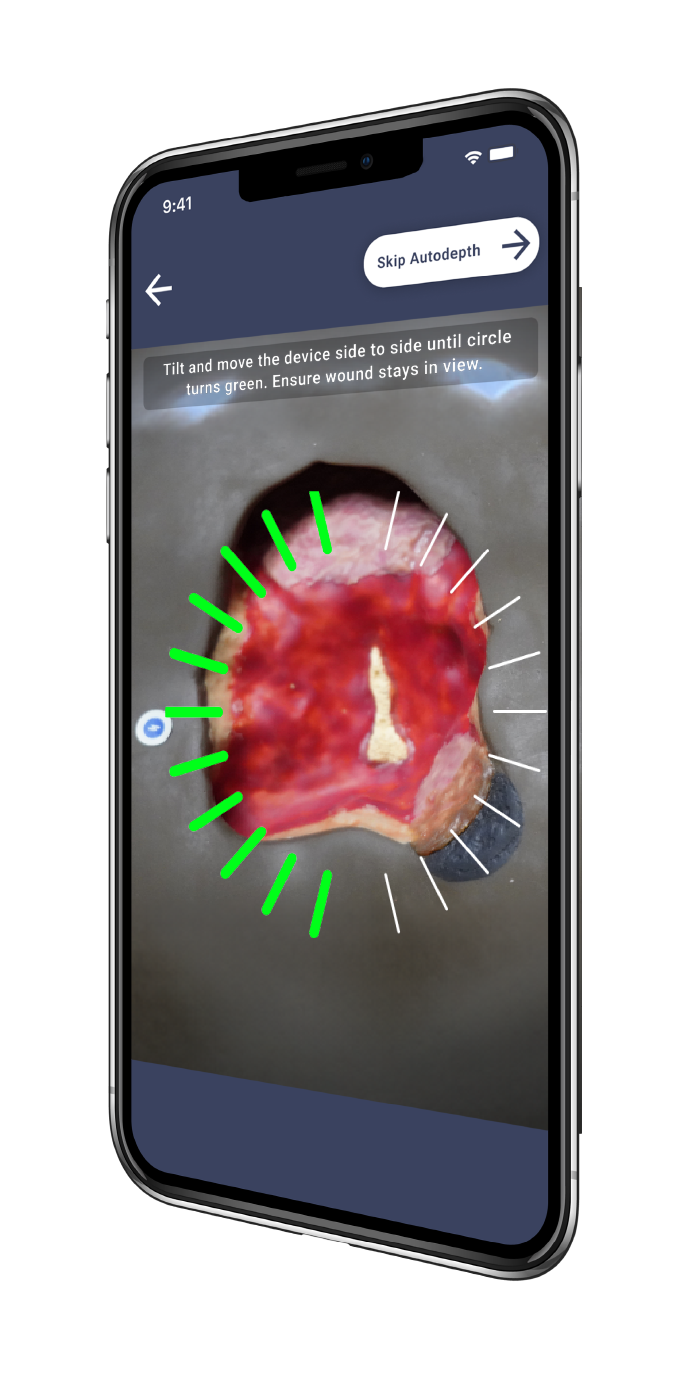 9:41
Skip Autodepth
Tilt and move the device side to side until circle
turns green. Ensure wound stays in view.